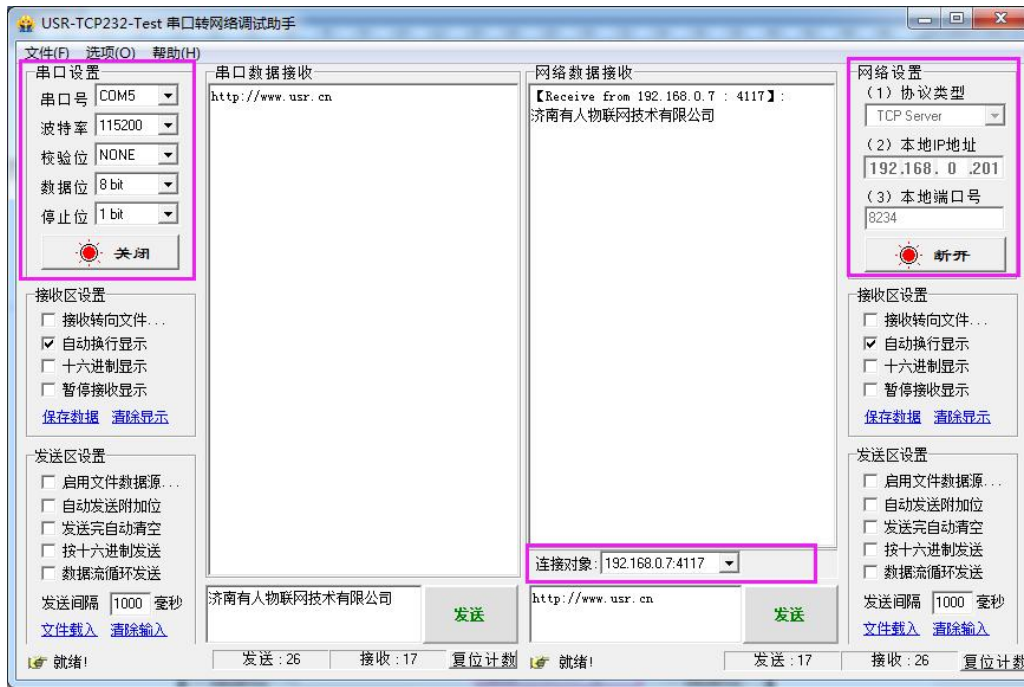 USR-TCP232-Test 串口转网络调试助手
文件(F) 选项(O) 帮助(H)
串口设置
串口号 COM5
波特率 115200
校验位 NONE
数据位 8 bit
停止位 1 bit
关闭
接收区设置
接收转向文件...
自动换行显示
十六进制显示
暂停接收显示
保存数据 清除显示
发送区设置
启用文件数据源...
自动发送附加位
发送完自动清空
按十六进制发送
数据流循环发送
发送间隔 1000 毫秒
文件载入 清除输入
串口数据接收
http://www.usr.cn
济南有人物联网技术有限公司
发送
网络数据接收
【Receive from 192.168.0.7 : 4117】:
济南有人物联网技术有限公司
连接对象: 192.168.0.7:4117
http://www.usr.cn
发送
网络设置
(1) 协议类型
TCP Server
(2) 本地IP地址
192.168. 0 .201
(3) 本地端口号
8234
断开
接收区设置
接收转向文件...
自动换行显示
十六进制显示
暂停接收显示
保存数据 清除显示
发送区设置
启用文件数据源...
自动发送附加位
发送完自动清空
按十六进制发送
数据流循环发送
发送间隔 1000 毫秒
文件载入 清除输入
就绪! 发送:26 接收:17 复位计数
就绪! 发送:17 接收:26 复位计数